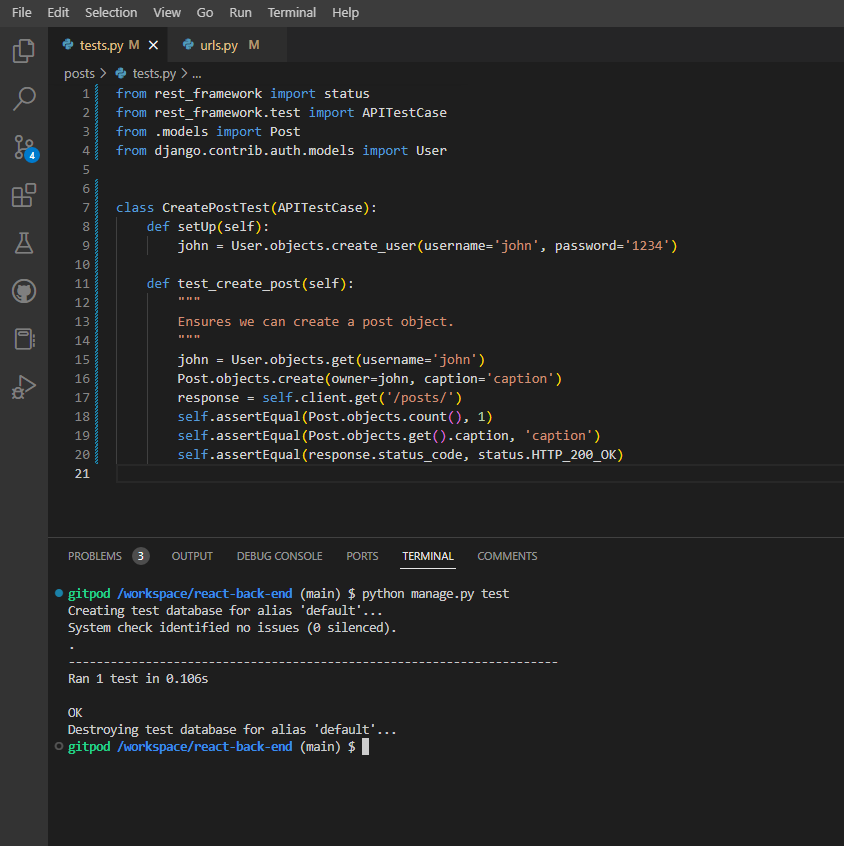 File Edit Selection View Go Run Terminal Help
tests.py M urls.py M
posts > tests.py > ...
1 from rest_framework import status
2 from rest_framework.test import APITestCase
3 from .models import Post
4 from django.contrib.auth.models import User
5
6
7 class CreatePostTest(APITestCase):
8 def setUp(self):
9 john = User.objects.create_user(username='john', password='1234')
10
11 def test_create_post(self):
12 """
13 Ensures we can create a post object.
14 """
15 john = User.objects.get(username='john')
16 Post.objects.create(owner=john, caption='caption')
17 response = self.client.get('/posts/')
18 self.assertEqual(Post.objects.count(), 1)
19 self.assertEqual(Post.objects.get().caption, 'caption')
20 self.assertEqual(response.status_code, status.HTTP_200_OK)
21
4
PROBLEMS 3 OUTPUT DEBUG CONSOLE PORTS TERMINAL COMMENTS
gitpod /workspace/react-back-end (main) $ python manage.py test
Creating test database for alias 'default'...
System check identified no issues (0 silenced).
.
----------------------------------------------------------------------
Ran 1 test in 0.106s
OK
Destroying test database for alias 'default'...
gitpod /workspace/react-back-end (main) $